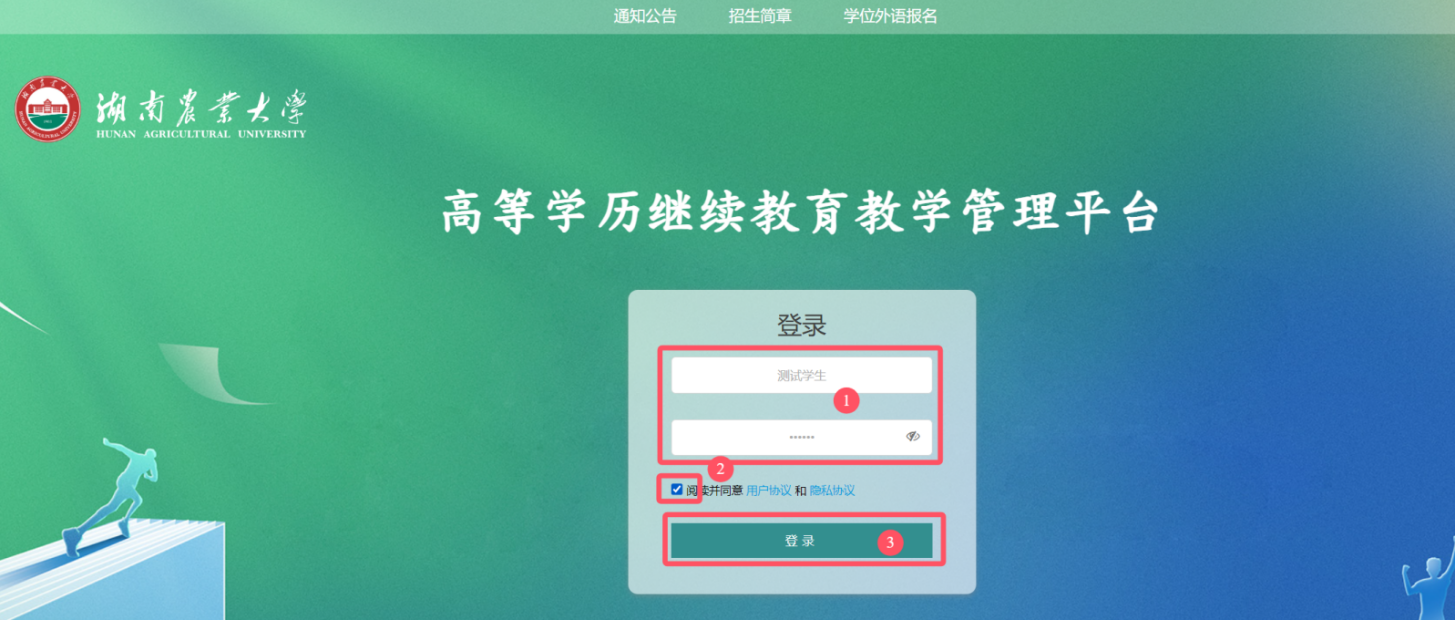 通知公告 招生简章 学位外语报名
湖南农业大学
HUNAN AGRICULTURAL UNIVERSITY
高等学历继续教育教学管理平台
登录
测试学生
1
••••••
2
阅读并同意 用户协议 和 隐私协议
登 录
3